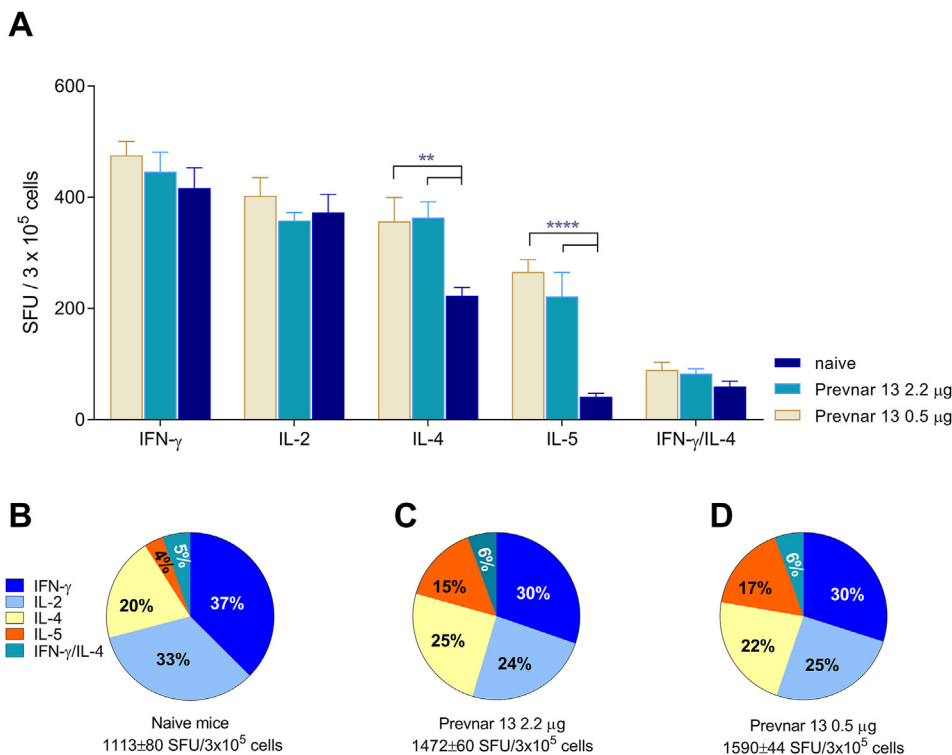 A
600
400
200
0
SFU / 3 x 10⁵ cells
**
****
IFN-γ IL-2 IL-4 IL-5 IFN-γ/IL-4
naive
Prevnar 13 2.2 μg
Prevnar 13 0.5 μg
B C D
IFN-γ
IL-2
IL-4
IL-5
IFN-γ/IL-4
37%
33%
20%
4%
5%
Naive mice
1113±80 SFU/3x10⁵ cells
30%
24%
25%
15%
6%
Prevnar 13 2.2 μg
1472±60 SFU/3x10⁵ cells
30%
25%
22%
17%
6%
Prevnar 13 0.5 μg
1590±44 SFU/3x10⁵ cells